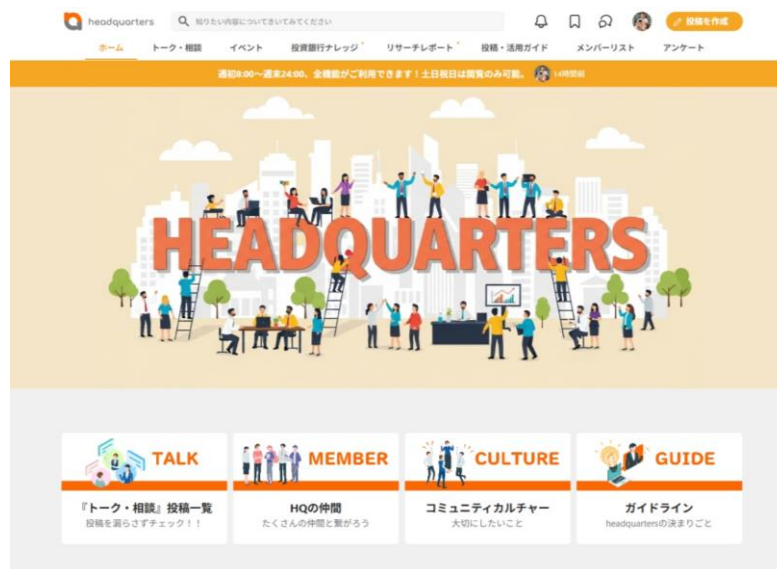 headquarters
知りたい内容についてきいてみてください
投稿を作成
ホーム トーク・相談 イベント 投資銀行ナレッジ リサーチレポート 投稿・活用ガイド メンバーリスト アンケート
週初8:00～週末24:00、全機能がご利用できます！土日祝日は閲覧のみ可能。 14時間前
HEADQUARTERS
TALK
『トーク・相談』投稿一覧
投稿を漏らさずチェック！！
MEMBER
HQの仲間
たくさんの仲間と繋がろう
CULTURE
コミュニティカルチャー
大切にしたいこと
GUIDE
ガイドライン
headquartersの決まりごと